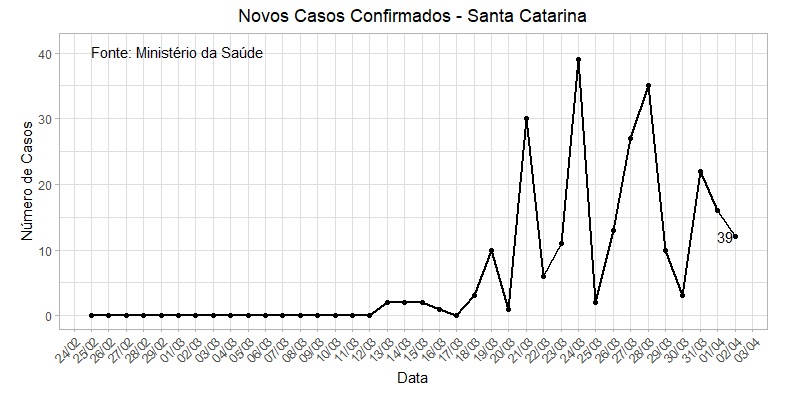 Novos Casos Confirmados - Santa Catarina
Fonte: Ministério da Saúde
40
30
20
10
0
Número de Casos
39
24/02 25/02 26/02 27/02 28/02 29/02 01/03 02/03 03/03 04/03 05/03 06/03 07/03 08/03 09/03 10/03 11/03 12/03 13/03 14/03 15/03 16/03 17/03 18/03 19/03 20/03 21/03 22/03 23/03 24/03 25/03 26/03 27/03 28/03 29/03 30/03 31/03 01/04 02/04 03/04
Data